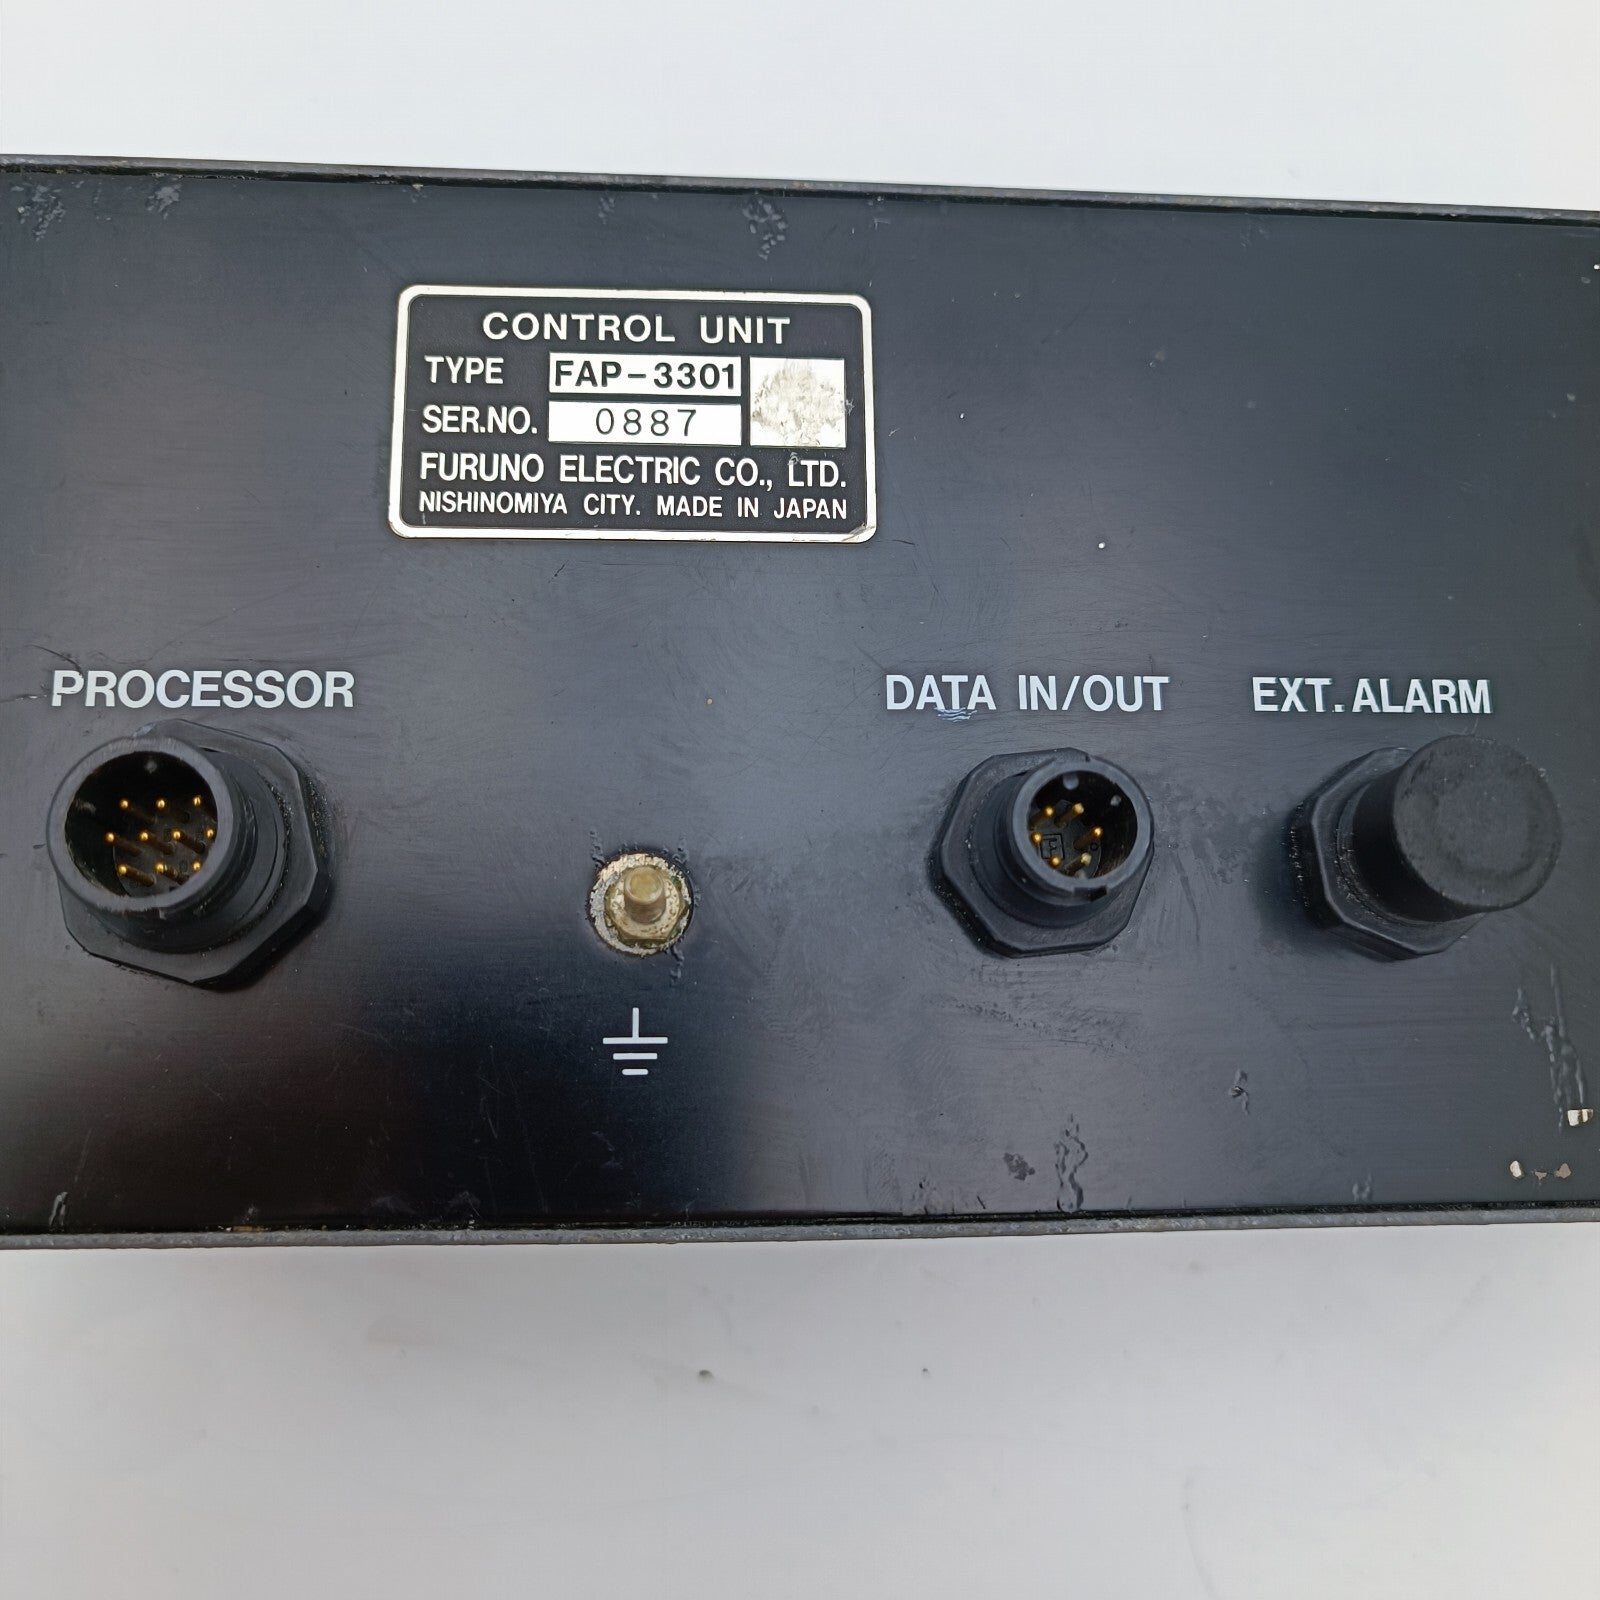 CONTROL UNIT
TYPE FAP-3301
SER.NO. 0887
FURUNO ELECTRIC CO., LTD.
NISHINOMIYA CITY. MADE IN JAPAN
PROCESSOR
DATA IN/OUT
EXT. ALARM